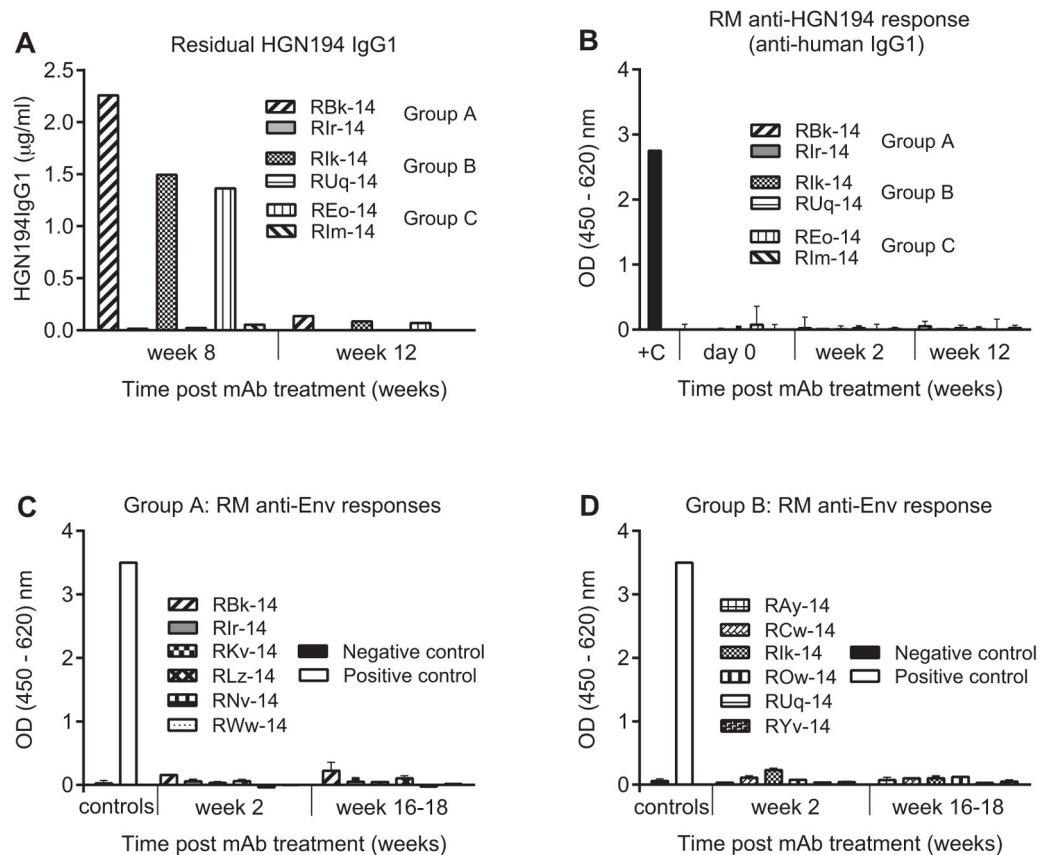 A
Residual HGN194 IgG1
HGN194IgG1 (µg/ml)
2.5
2.0
1.5
1.0
0.5
0.0
RBk-14
RIr-14
Group A
RIk-14
RUq-14
Group B
REo-14
RIm-14
Group C
week 8
week 12
Time post mAb treatment (weeks)
B
RM anti-HGN194 response
(anti-human IgG1)
OD (450 - 620) nm
4
3
2
1
0
RBk-14
RIr-14
Group A
RIk-14
RUq-14
Group B
REo-14
RIm-14
Group C
+C
day 0
week 2
week 12
Time post mAb treatment (weeks)
C
Group A: RM anti-Env responses
OD (450 - 620) nm
4
3
2
1
0
RBk-14
RIr-14
RKv-14
RLz-14
RNv-14
RWw-14
Negative control
Positive control
controls
week 2
week 16-18
Time post mAb treatment (weeks)
D
Group B: RM anti-Env response
OD (450 - 620) nm
4
3
2
1
0
RAy-14
RCw-14
RIk-14
ROw-14
RUq-14
RYv-14
Negative control
Positive control
controls
week 2
week 16-18
Time post mAb treatment (weeks)